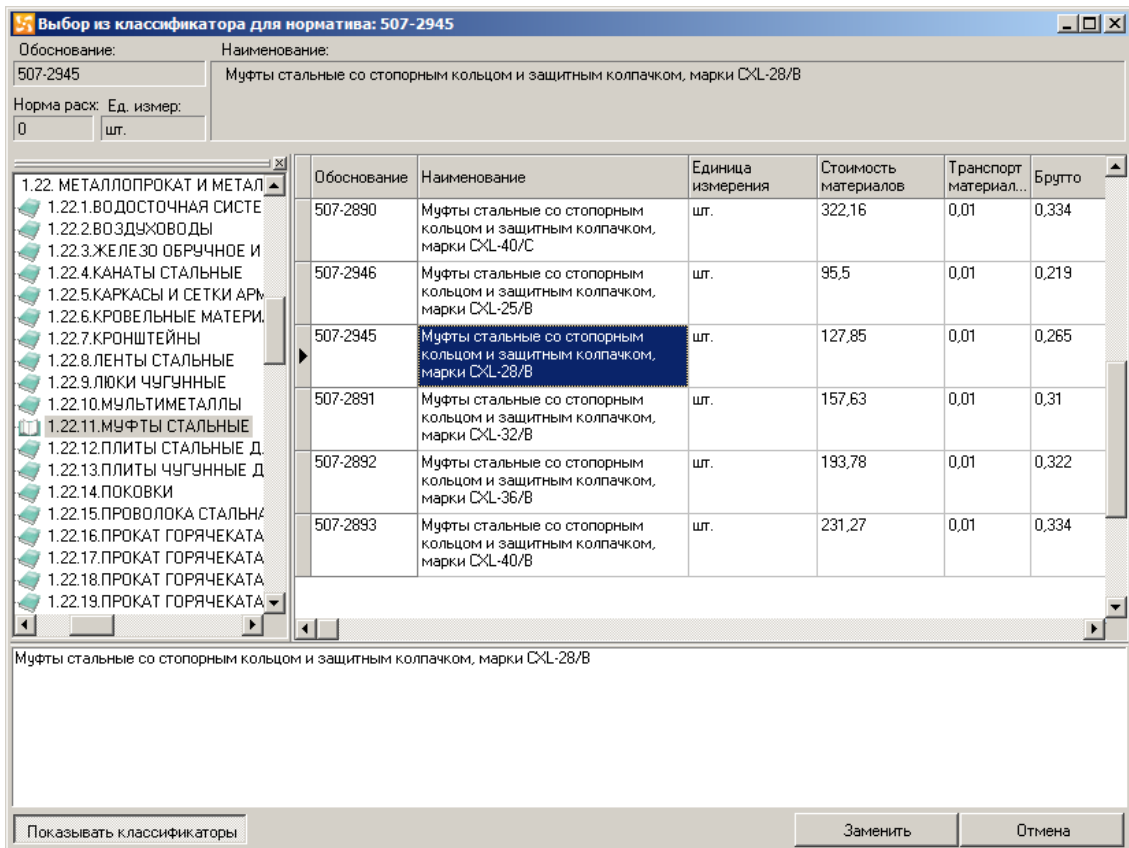 Выбор из классификатора для норматива: 507-2945
Обоснование:
Наименование:
507-2945
Муфты стальные со стопорным кольцом и защитным колпачком, марки CXL-28/B
Норма расх:
Ед. измер:
0
шт.
1.22. МЕТАЛЛОПРОКАТ И МЕТАЛ
1.22.1.ВОДОСТОЧНАЯ СИСТЕ
1.22.2.ВОЗДУХОВОДЫ
1.22.3.ЖЕЛЕЗО ОБРУЧНОЕ И
1.22.4.КАНАТЫ СТАЛЬНЫЕ
1.22.5.КАРКАСЫ И СЕТКИ АРМ
1.22.6.КРОВЕЛЬНЫЕ МАТЕРИ
1.22.7.КРОНШТЕЙНЫ
1.22.8.ЛЕНТЫ СТАЛЬНЫЕ
1.22.9.ЛЮКИ ЧУГУННЫЕ
1.22.10.МУЛЬТИМЕТАЛЛЫ
1.22.11.МУФТЫ СТАЛЬНЫЕ
1.22.12.ПЛИТЫ СТАЛЬНЫЕ Д
1.22.13.ПЛИТЫ ЧУГУННЫЕ Д
1.22.14.ПОКОВКИ
1.22.15.ПРОВОЛОКА СТАЛЬНА
1.22.16.ПРОКАТ ГОРЯЧЕКАТА
1.22.17.ПРОКАТ ГОРЯЧЕКАТА
1.22.18.ПРОКАТ ГОРЯЧЕКАТА
1.22.19.ПРОКАТ ГОРЯЧЕКАТА
Обоснование Наименование Единица Стоимость Транспорт Брутто
измерения материалов материал...
507-2890 Муфты стальные со стопорным шт. 322,16 0,01 0,334
кольцом и защитным колпачком,
марки CXL-40/C
507-2946 Муфты стальные со стопорным шт. 95,5 0,01 0,219
кольцом и защитным колпачком,
марки CXL-25/B
507-2945 Муфты стальные со стопорным шт. 127,85 0,01 0,265
кольцом и защитным колпачком,
марки CXL-28/B
507-2891 Муфты стальные со стопорным шт. 157,63 0,01 0,31
кольцом и защитным колпачком,
марки CXL-32/B
507-2892 Муфты стальные со стопорным шт. 193,78 0,01 0,322
кольцом и защитным колпачком,
марки CXL-36/B
507-2893 Муфты стальные со стопорным шт. 231,27 0,01 0,334
кольцом и защитным колпачком,
марки CXL-40/B
Муфты стальные со стопорным кольцом и защитным колпачком, марки CXL-28/B
Показывать классификаторы
Заменить
Отмена